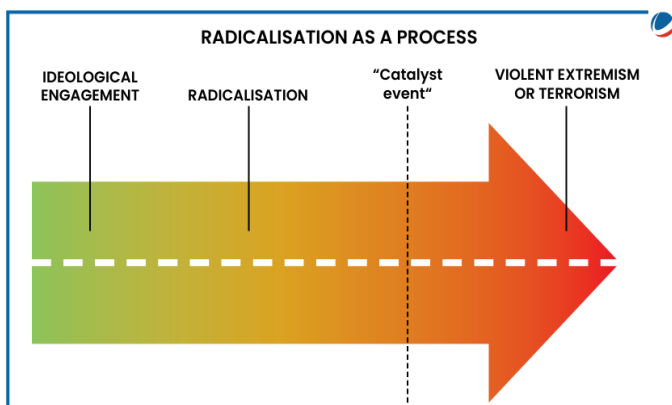 RADICALISATION AS A PROCESS
IDEOLOGICAL
ENGAGEMENT
RADICALISATION
“Catalyst
event“
VIOLENT EXTREMISM
OR TERRORISM